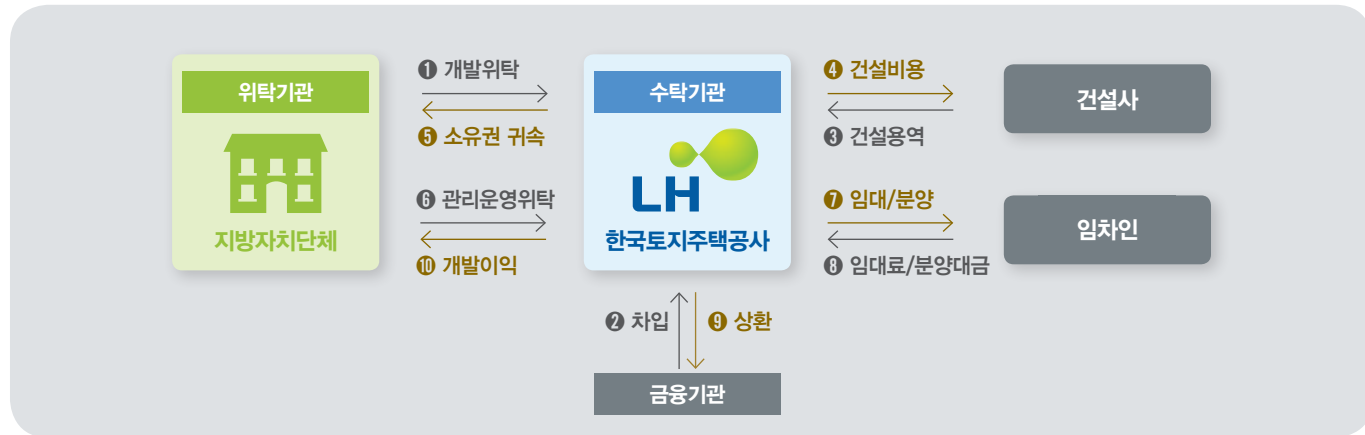 위탁기관
지방자치단체
❶ 개발위탁
❺ 소유권 귀속
❻ 관리운영위탁
❿ 개발이익
수탁기관
LH
한국토지주택공사
❹ 건설비용
❸ 건설용역
❼ 임대/분양
❽ 임대료/분양대금
건설사
임차인
❷ 차입
❾ 상환
금융기관